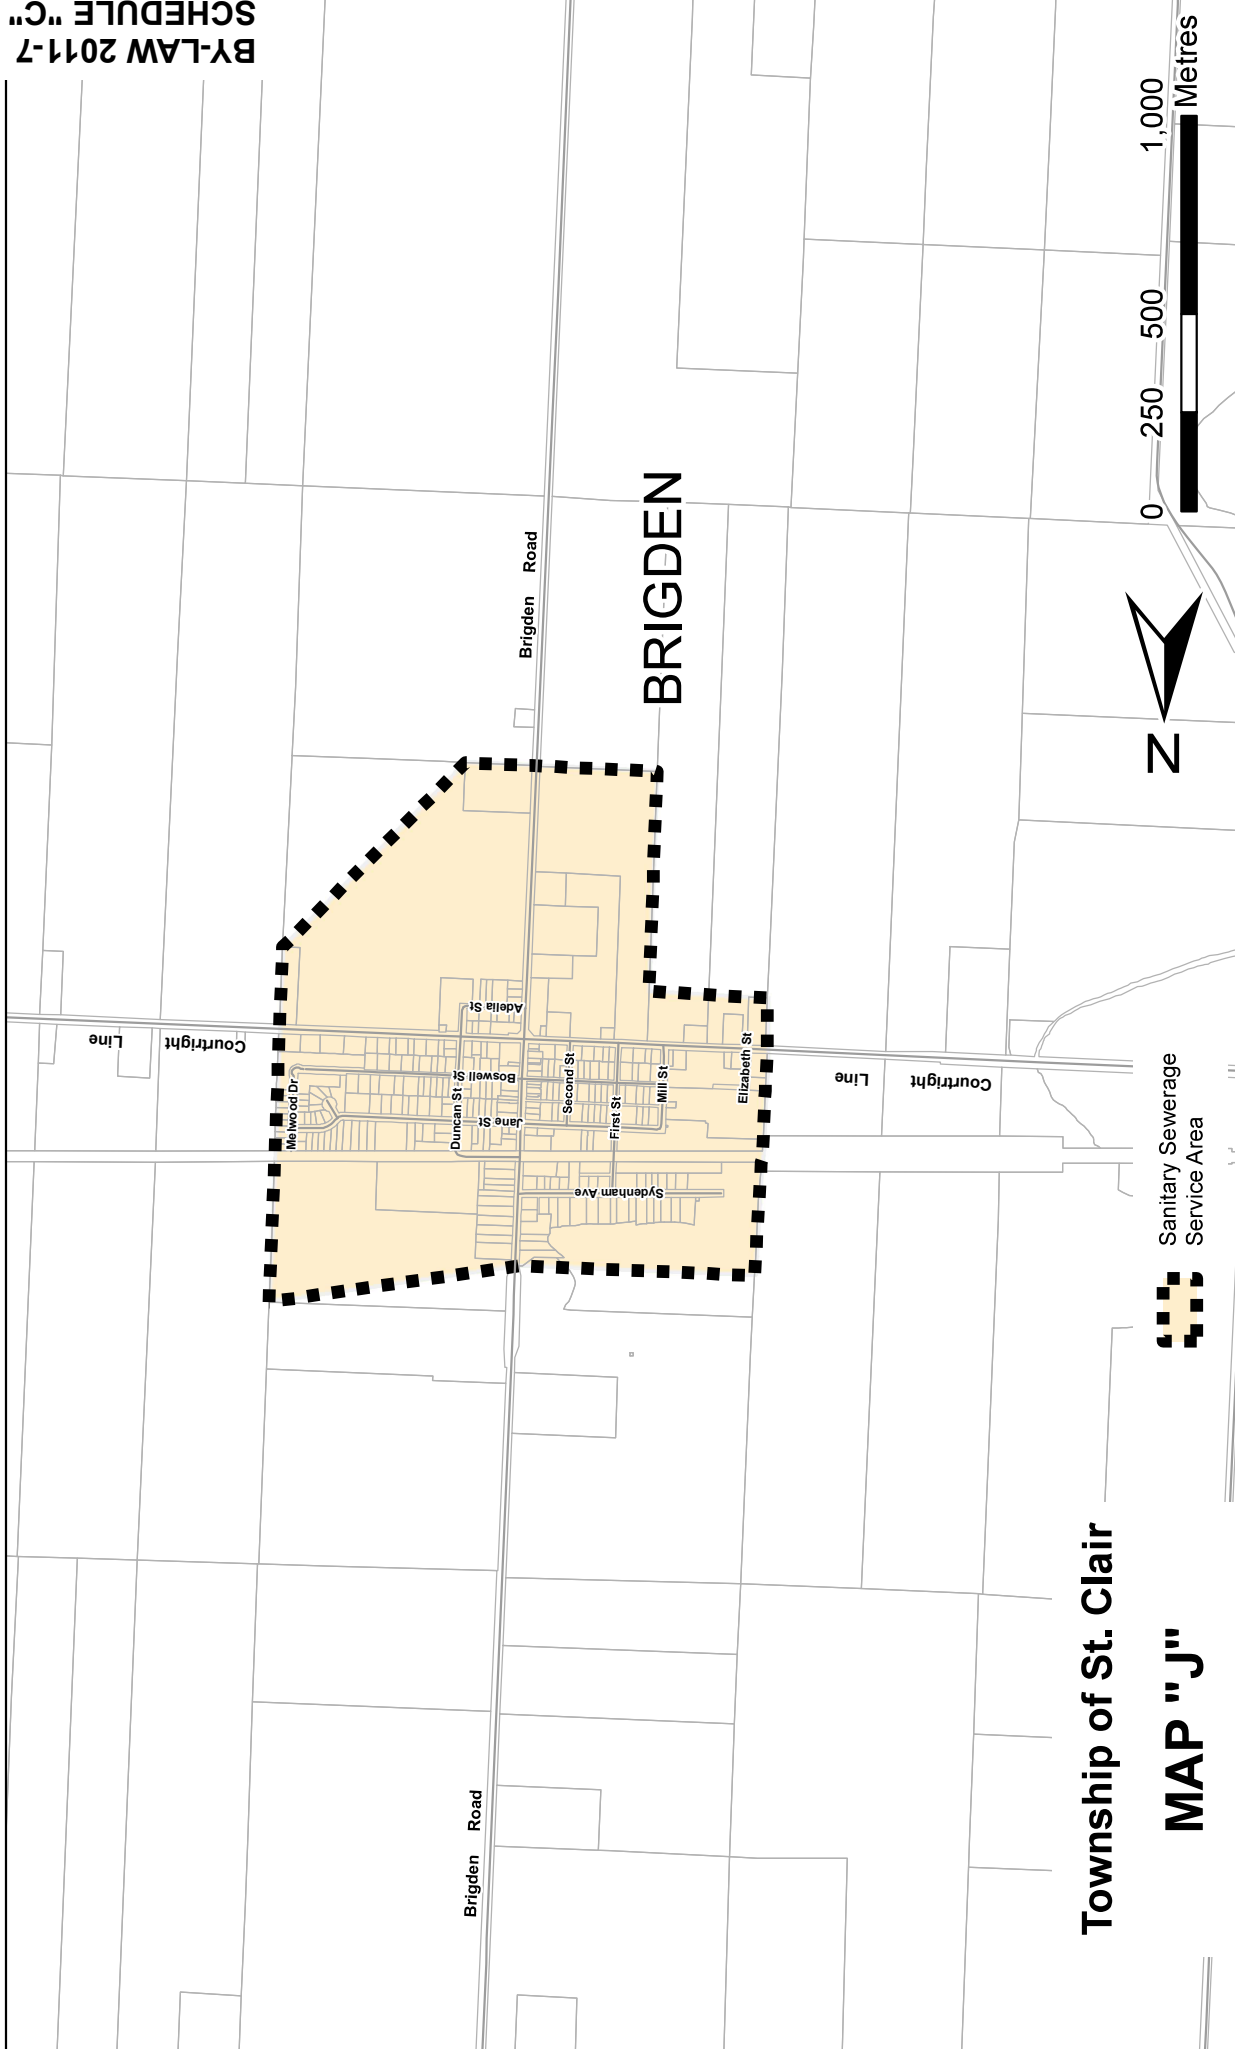 BY-LAW 2011-7
SCHEDULE "C"
Courtright Line
Brigden Road
BRIGDEN
Adelia St
Boswell St
Melwood Dr
Duncan St
Jane St
Second St
First St
Mill St
Elizabeth St
Sydenham Ave
Courtright Line
Brigden Road
0 250 500 1,000
Metres
N
Sanitary Sewerage
Service Area
Township of St. Clair
MAP "J"